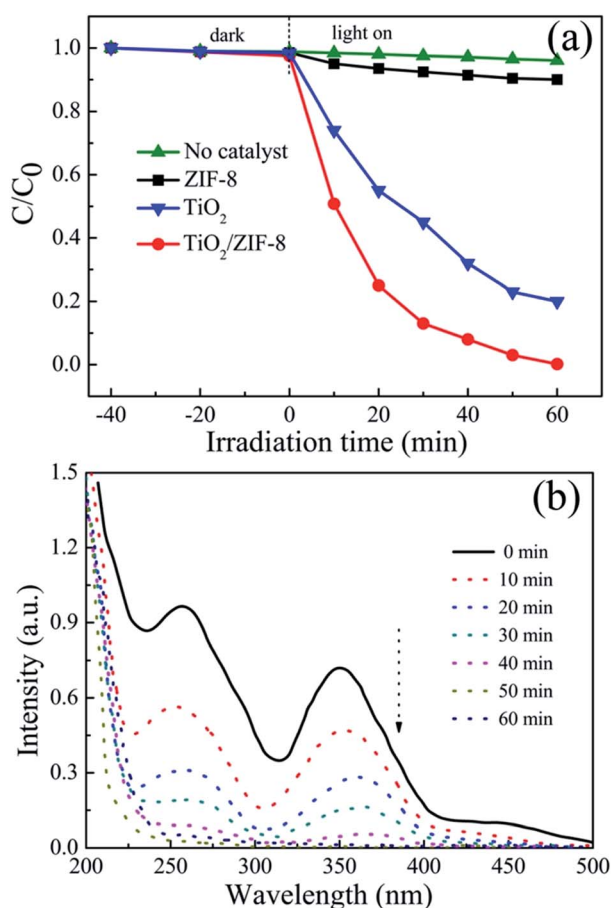 (a)
dark light on
1.0
0.8
0.6
0.4
0.2
0.0
C/C0
No catalyst
ZIF-8
TiO2
TiO2/ZIF-8
-40 -20 0 20 40 60
Irradiation time (min)
(b)
1.5
1.2
0.9
0.6
0.3
0.0
Intensity (a.u.)
0 min
10 min
20 min
30 min
40 min
50 min
60 min
200 250 300 350 400 450 500
Wavelength (nm)